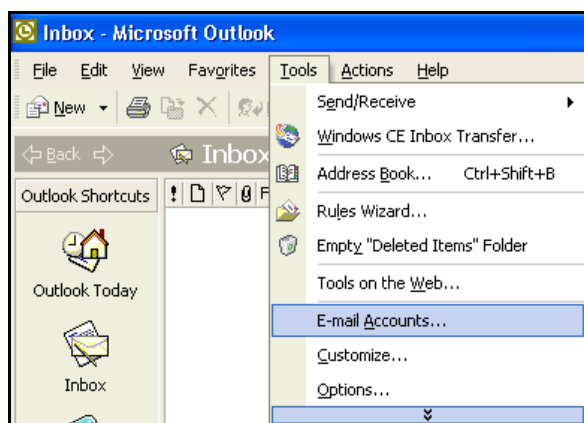 Inbox - Microsoft Outlook
File Edit View Favorites Tools Actions Help
New
Send/Receive
Windows CE Inbox Transfer...
Back
Inbox
Address Book... Ctrl+Shift+B
Outlook Shortcuts
Rules Wizard...
Empty "Deleted Items" Folder
Outlook Today
Tools on the Web...
E-mail Accounts...
Customize...
Inbox
Options...